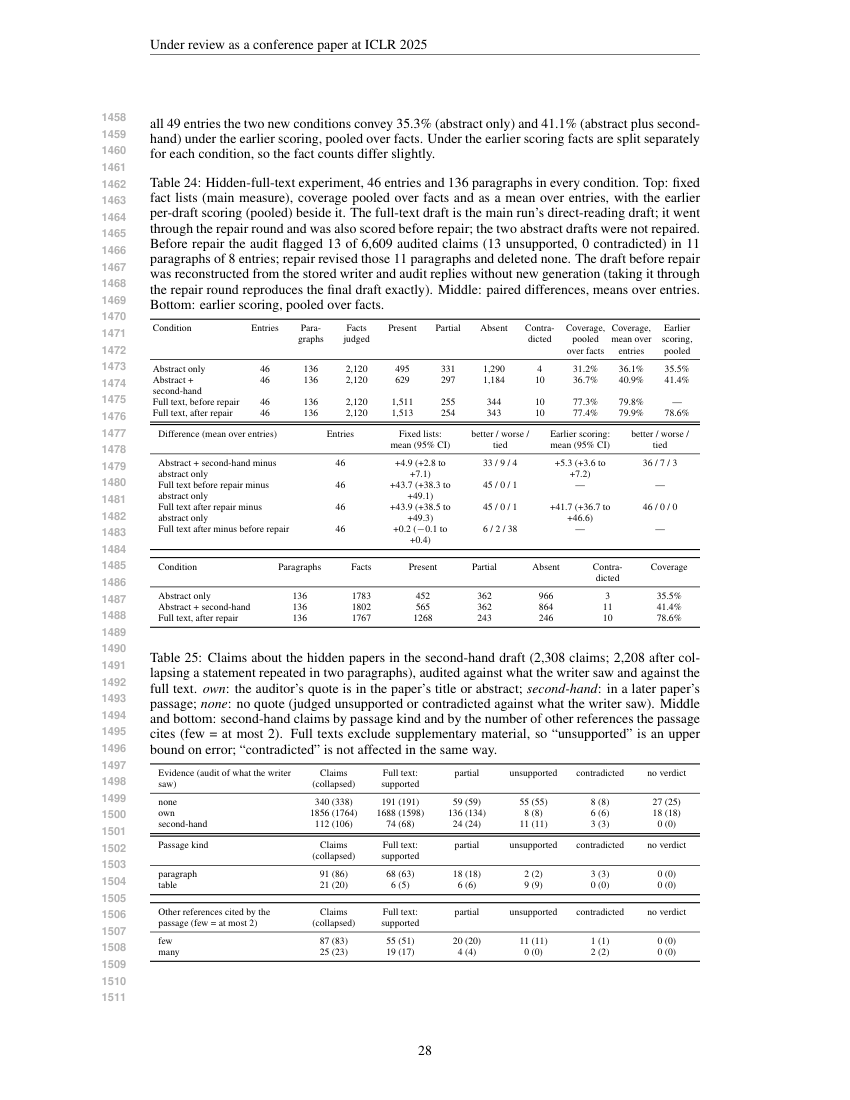 Under review as a conference paper at ICLR 2025
1458
1459 all 49 entries the two new conditions convey 35.3% (abstract only) and 41.1% (abstract plus second-
1460 hand) under the earlier scoring, pooled over facts. Under the earlier scoring facts are split separately
1461 for each condition, so the fact counts differ slightly.
1462 Table 24: Hidden-full-text experiment, 46 entries and 136 paragraphs in every condition. Top: fixed
1463 fact lists (main measure), coverage pooled over facts and as a mean over entries, with the earlier
1464 per-draft scoring (pooled) beside it. The full-text draft is the main run's direct-reading draft; it went
1465 through the repair round and was also scored before repair; the two abstract drafts were not repaired.
1466 Before repair the audit flagged 13 of 6,609 audited claims (13 unsupported, 0 contradicted) in 11
1467 paragraphs of 8 entries; repair revised those 11 paragraphs and deleted none. The draft before repair
1468 was reconstructed from the stored writer and audit replies without new generation (taking it through
1469 the repair round reproduces the final draft exactly). Middle: paired differences, means over entries.
1470 Bottom: earlier scoring, pooled over facts.
1471 Condition Entries Para- Facts Present Partial Absent Contra- Coverage, Coverage, Earlier
graphs judged dicted pooled mean over scoring,
1472 over facts entries pooled
1473 Abstract only 46 136 2,120 495 331 1,290 4 31.2% 36.1% 35.5%
1474 Abstract + 46 136 2,120 629 297 1,184 10 36.7% 40.9% 41.4%
second-hand
1475 Full text, before repair 46 136 2,120 1,511 255 344 10 77.3% 79.8% —
1476 Full text, after repair 46 136 2,120 1,513 254 343 10 77.4% 79.9% 78.6%
1477 Difference (mean over entries) Entries Fixed lists: better / worse / Earlier scoring: better / worse /
1478 mean (95% CI) tied mean (95% CI) tied
1479 Abstract + second-hand minus 46 +4.9 (+2.8 to 33 / 9 / 4 +5.3 (+3.6 to 36 / 7 / 3
1480 abstract only +7.1) +7.2)
Full text before repair minus 46 +43.7 (+38.3 to 45 / 0 / 1 — —
1481 abstract only +49.1)
1482 Full text after repair minus 46 +43.9 (+38.5 to 45 / 0 / 1 +41.7 (+36.7 to 46 / 0 / 0
abstract only +49.3) +46.6)
1483 Full text after minus before repair 46 +0.2 (−0.1 to 6 / 2 / 38 — —
+0.4)
1484
1485 Condition Paragraphs Facts Present Partial Absent Contra- Coverage
1486 dicted
1487 Abstract only 136 1783 452 362 966 3 35.5%
1488 Abstract + second-hand 136 1802 565 362 864 11 41.4%
Full text, after repair 136 1767 1268 243 246 10 78.6%
1489
1490
1491 Table 25: Claims about the hidden papers in the second-hand draft (2,308 claims; 2,208 after col-
1492 lapsing a statement repeated in two paragraphs), audited against what the writer saw and against the
1493 full text. own: the auditor's quote is in the paper's title or abstract; second-hand: in a later paper's
1494 passage; none: no quote (judged unsupported or contradicted against what the writer saw). Middle
1495 and bottom: second-hand claims by passage kind and by the number of other references the passage
1496 cites (few = at most 2). Full texts exclude supplementary material, so “unsupported” is an upper
bound on error; “contradicted” is not affected in the same way.
1497
1498 Evidence (audit of what the writer Claims Full text: partial unsupported contradicted no verdict
saw) (collapsed) supported
1499 none 340 (338) 191 (191) 59 (59) 55 (55) 8 (8) 27 (25)
1500 own 1856 (1764) 1688 (1598) 136 (134) 8 (8) 6 (6) 18 (18)
1501 second-hand 112 (106) 74 (68) 24 (24) 11 (11) 3 (3) 0 (0)
1502 Passage kind Claims Full text: partial unsupported contradicted no verdict
(collapsed) supported
1503 paragraph 91 (86) 68 (63) 18 (18) 2 (2) 3 (3) 0 (0)
1504 table 21 (20) 6 (5) 6 (6) 9 (9) 0 (0) 0 (0)
1505
1506 Other references cited by the Claims Full text: partial unsupported contradicted no verdict
1507 passage (few = at most 2) (collapsed) supported
1508 few 87 (83) 55 (51) 20 (20) 11 (11) 1 (1) 0 (0)
1509 many 25 (23) 19 (17) 4 (4) 0 (0) 2 (2) 0 (0)
1510
1511
28